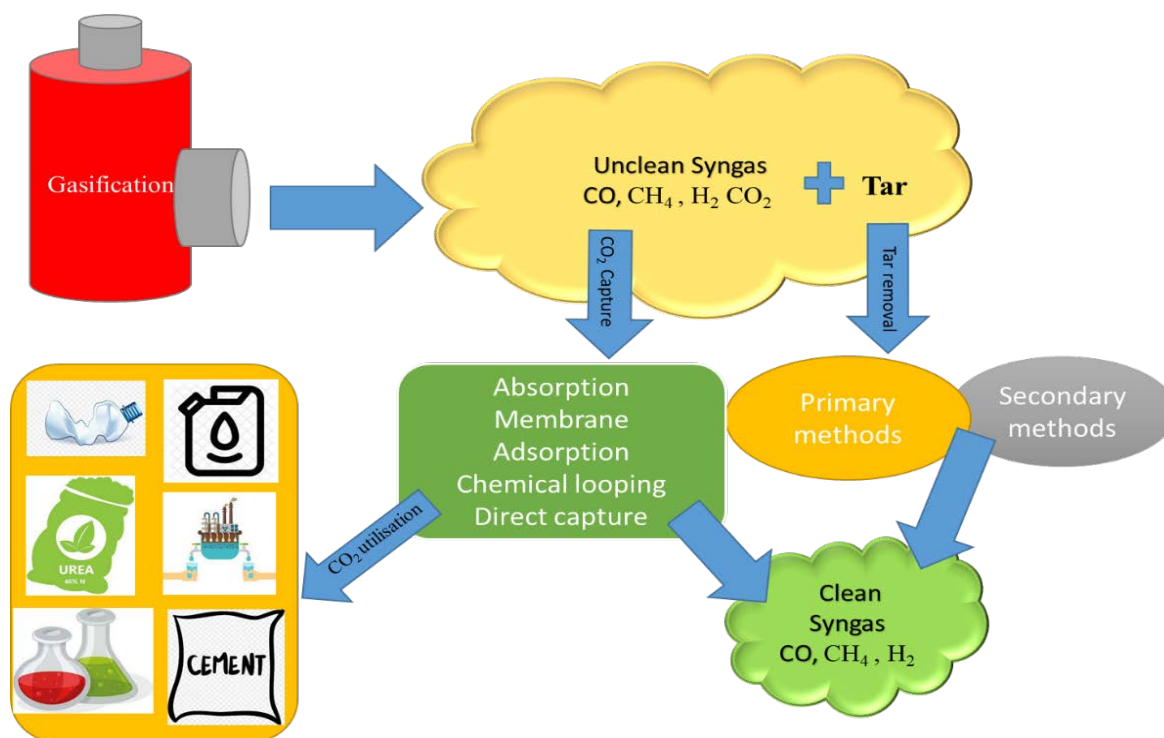 Gasification
Unclean Syngas
CO, CH₄ , H₂ CO₂
Tar
CO₂ Capture
Tar removal
Absorption
Membrane
Adsorption
Chemical looping
Direct capture
Primary
methods
Secondary
methods
CO₂ utilisation
UREA
46% N
CEMENT
Clean
Syngas
CO, CH₄ , H₂